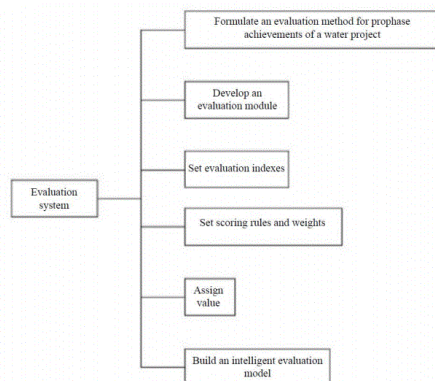 Formulate an evaluation method for prophase
achievements of a water project
Develop an
evaluation module
Set evaluation indexes
Evaluation
system
Set scoring rules and weights
Assign
value
Build an intelligent evaluation
model